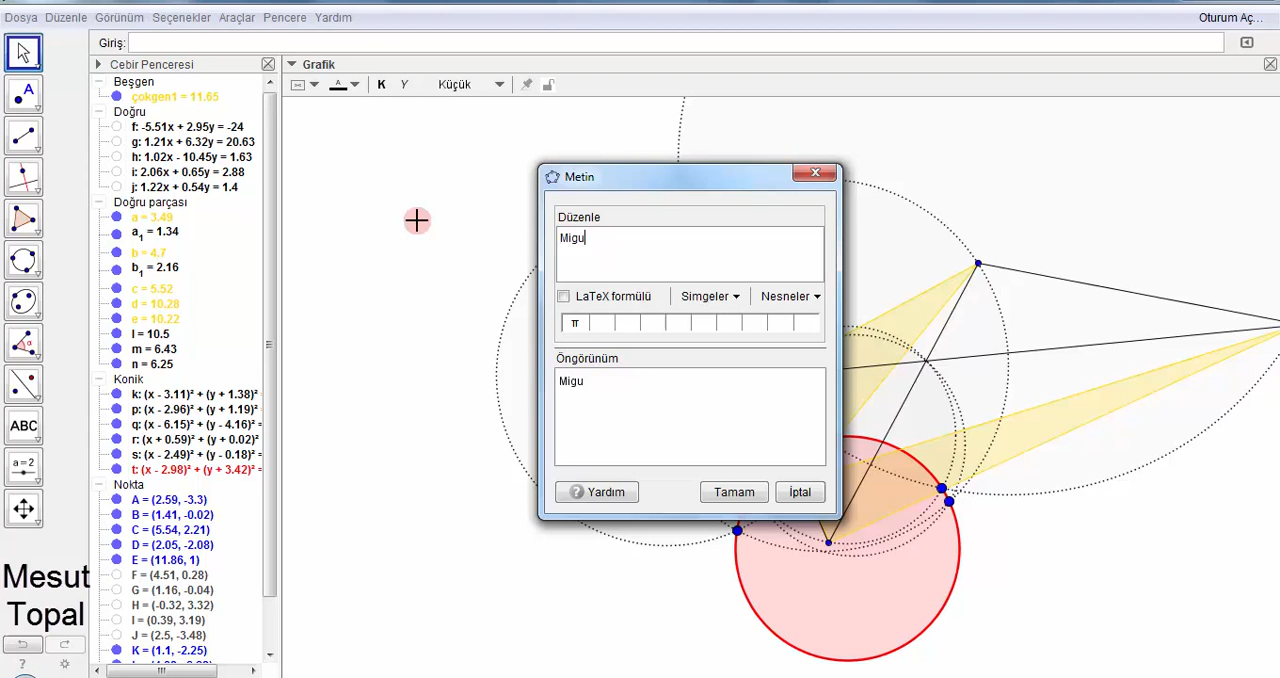 Dosya Düzenle Görünüm Seçenekler Araçlar Pencere Yardım Oturum Aç...
Giriş:
Cebir Penceresi
Grafik
K Y Küçük
Beşgen
çokgen1 = 11.65
Doğru
f: -5.51x + 2.95y = -24
g: 1.21x + 6.32y = 20.63
h: 1.02x - 10.45y = 1.63
i: 2.06x + 0.65y = 2.88
j: 1.22x + 0.54y = 1.4
Doğru parçası
a = 3.49
a1 = 1.34
b = 4.7
b1 = 2.16
c = 5.52
d = 10.28
e = 10.22
l = 10.5
m = 6.43
n = 6.25
Konik
k: (x - 3.11)² + (y + 1.38)²
p: (x - 2.96)² + (y + 1.19)²
q: (x - 6.15)² + (y - 4.16)² =
r: (x + 0.59)² + (y + 0.02)² =
s: (x - 2.49)² + (y - 0.18)² =
t: (x - 2.98)² + (y + 3.42)² =
Nokta
A = (2.59, -3.3)
B = (1.41, -0.02)
C = (5.54, 2.21)
D = (2.05, -2.08)
E = (11.86, 1)
F = (4.51, 0.28)
G = (1.16, -0.04)
H = (-0.32, 3.32)
I = (0.39, 3.19)
J = (2.5, -3.48)
K = (1.1, -2.25)
A
ABC
a=2
Mesut
Topal
Metin
Düzenle
Migu
LaTeX formülü Simgeler Nesneler
π
Öngörünüm
Migu
Yardım Tamam İptal